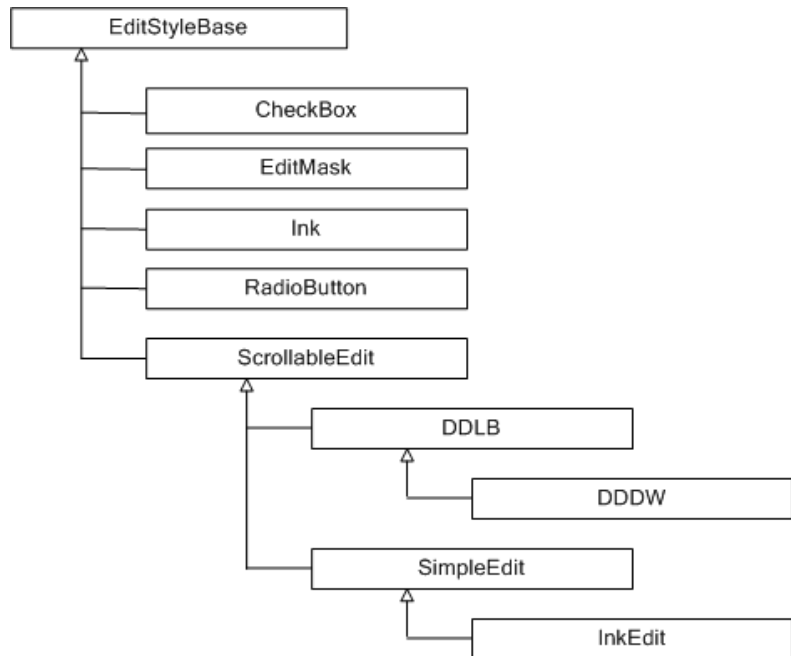 EditStyleBase
CheckBox
EditMask
Ink
RadioButton
ScrollableEdit
DDLB
DDDW
SimpleEdit
InkEdit